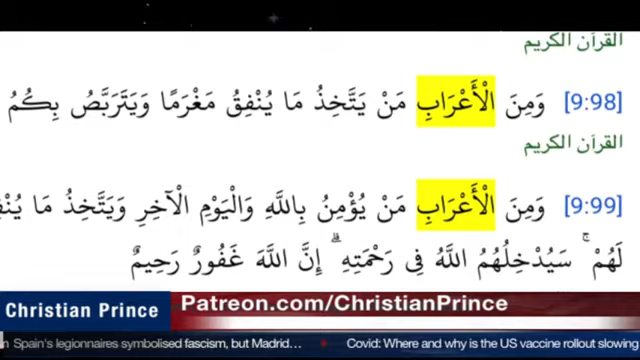 القرآن الكريم
[9:98] وَمِنَ الْأَعْرَابِ مَنْ يَتَّخِذُ مَا يُنْفِقُ مَغْرَمًا وَيَتَرَبَّصُ بِكُمُ
القرآن الكريم
[9:99] وَمِنَ الْأَعْرَابِ مَنْ يُؤْمِنُ بِاللَّهِ وَالْيَوْمِ الْآخِرِ وَيَتَّخِذُ مَا
لَهُمْ ۚ سَيُدْخِلُهُمُ اللَّهُ فِي رَحْمَتِهِ ۗ إِنَّ اللَّهَ غَفُورٌ رَحِيمٌ
Christian Prince Patreon.com/ChristianPrince
Spain's legionnaires symbolised fascism, but Madrid… Covid: Where and why is the US vaccine rollout slowing